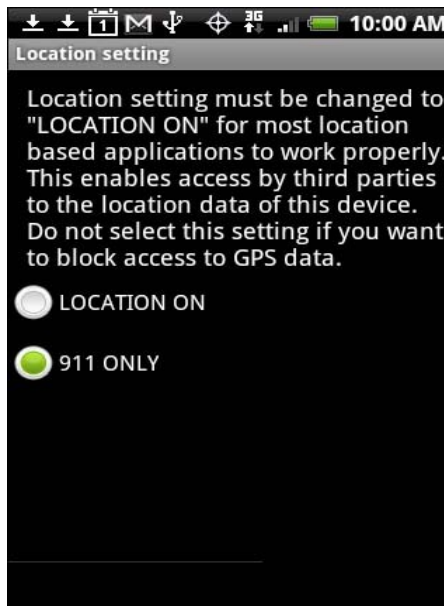 1 3G 10:00 AM
Location setting
Location setting must be changed to
"LOCATION ON" for most location
based applications to work properly.
This enables access by third parties
to the location data of this device.
Do not select this setting if you want
to block access to GPS data.
LOCATION ON
911 ONLY